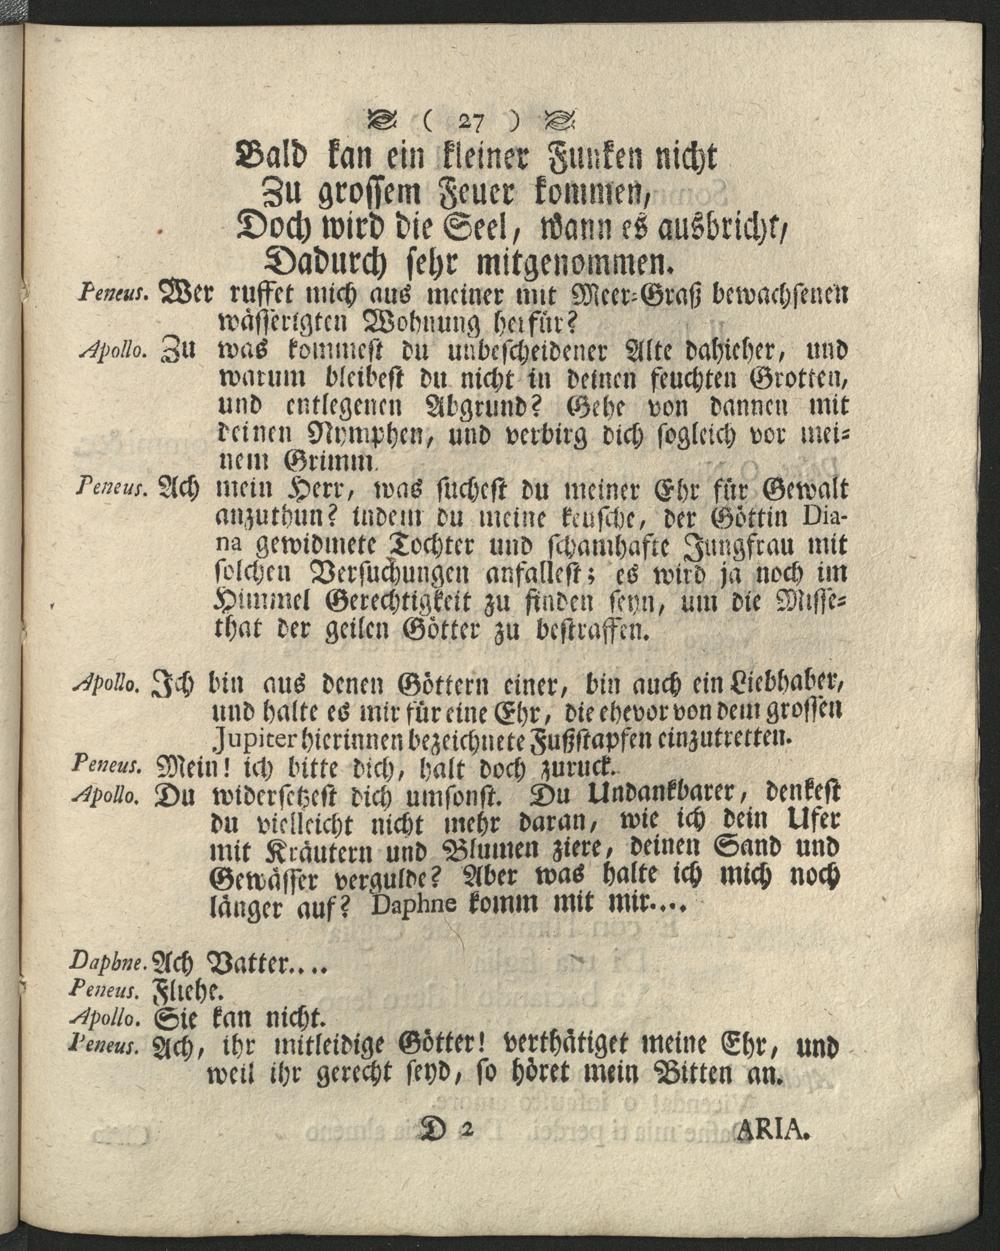 ( 27 )
Bald kan ein kleiner Funken nicht
Zu grossem Feuer kommen,
Doch wird die Seel, wann es ausbricht,
Dadurch sehr mitgenommen.
Peneus. Wer ruffet mich aus meiner mit Meer-Graß bewachsenen
wässerigten Wohnung herfür?
Apollo. Zu was kommest du unbescheidener Alte dahieher, und
warum bleibest du nicht in deinen feuchten Grotten,
und entlegenen Abgrund? Gehe von dannen mit
deinen Nymphen, und verbirg dich sogleich vor mei-
nem Grimm.
Peneus. Ach mein Herr, was suchest du meiner Ehr für Gewalt
anzuthun? indem du meine keusche, der Göttin Dia-
na gewidmete Tochter und schamhafte Jungfrau mit
solchen Versuchungen anfallest; es wird ja noch im
Himmel Gerechtigkeit zu finden seyn, um die Misse-
that der geilen Götter zu bestraffen.
Apollo. Ich bin aus denen Göttern einer, bin auch ein Liebhaber,
und halte es mir für eine Ehr, die ehevor von dem grossen
Jupiter hierinnen bezeichnete Fußstapfen einzutretten.
Peneus. Mein! ich bitte dich, halt doch zuruck.
Apollo. Du widersetzest dich umsonst. Du Undankbarer, denkest
du vielleicht nicht mehr daran, wie ich dein Ufer
mit Kräutern und Blumen ziere, deinen Sand und
Gewässer vergulde? Aber was halte ich mich noch
länger auf? Daphne komm mit mir....
Daphne. Ach Vatter....
Peneus. Fliehe.
Apollo. Sie kan nicht.
Peneus. Ach, ihr mitleidige Götter! verthätiget meine Ehr, und
weil ihr gerecht seyd, so höret mein Bitten an.
D 2 ARIA.